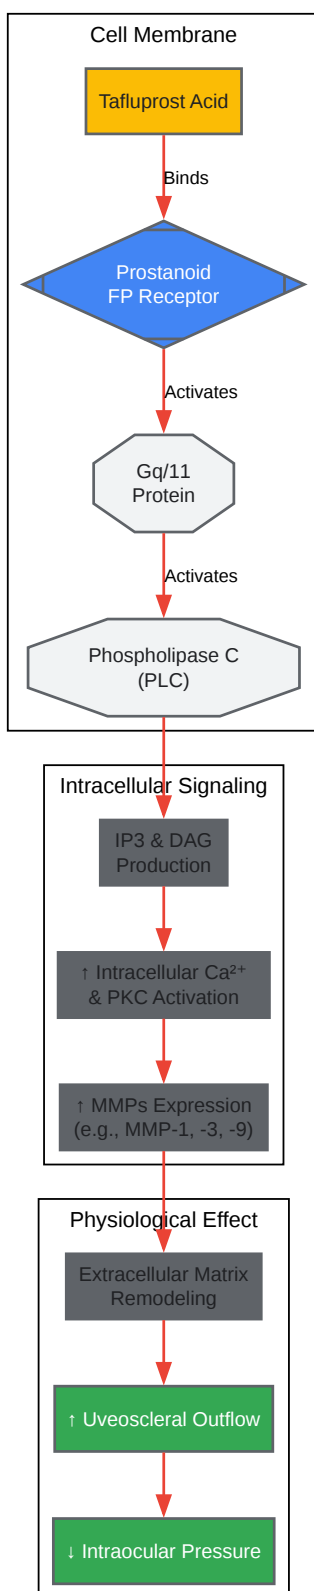 Cell Membrane
Tafluprost Acid
Binds
Prostanoid
FP Receptor
Activates
Gq/11
Protein
Activates
Phospholipase C
(PLC)
Intracellular Signaling
IP3 & DAG
Production
↑ Intracellular Ca²⁺
& PKC Activation
↑ MMPs Expression
(e.g., MMP-1, -3, -9)
Physiological Effect
Extracellular Matrix
Remodeling
↑ Uveoscleral Outflow
↓ Intraocular Pressure